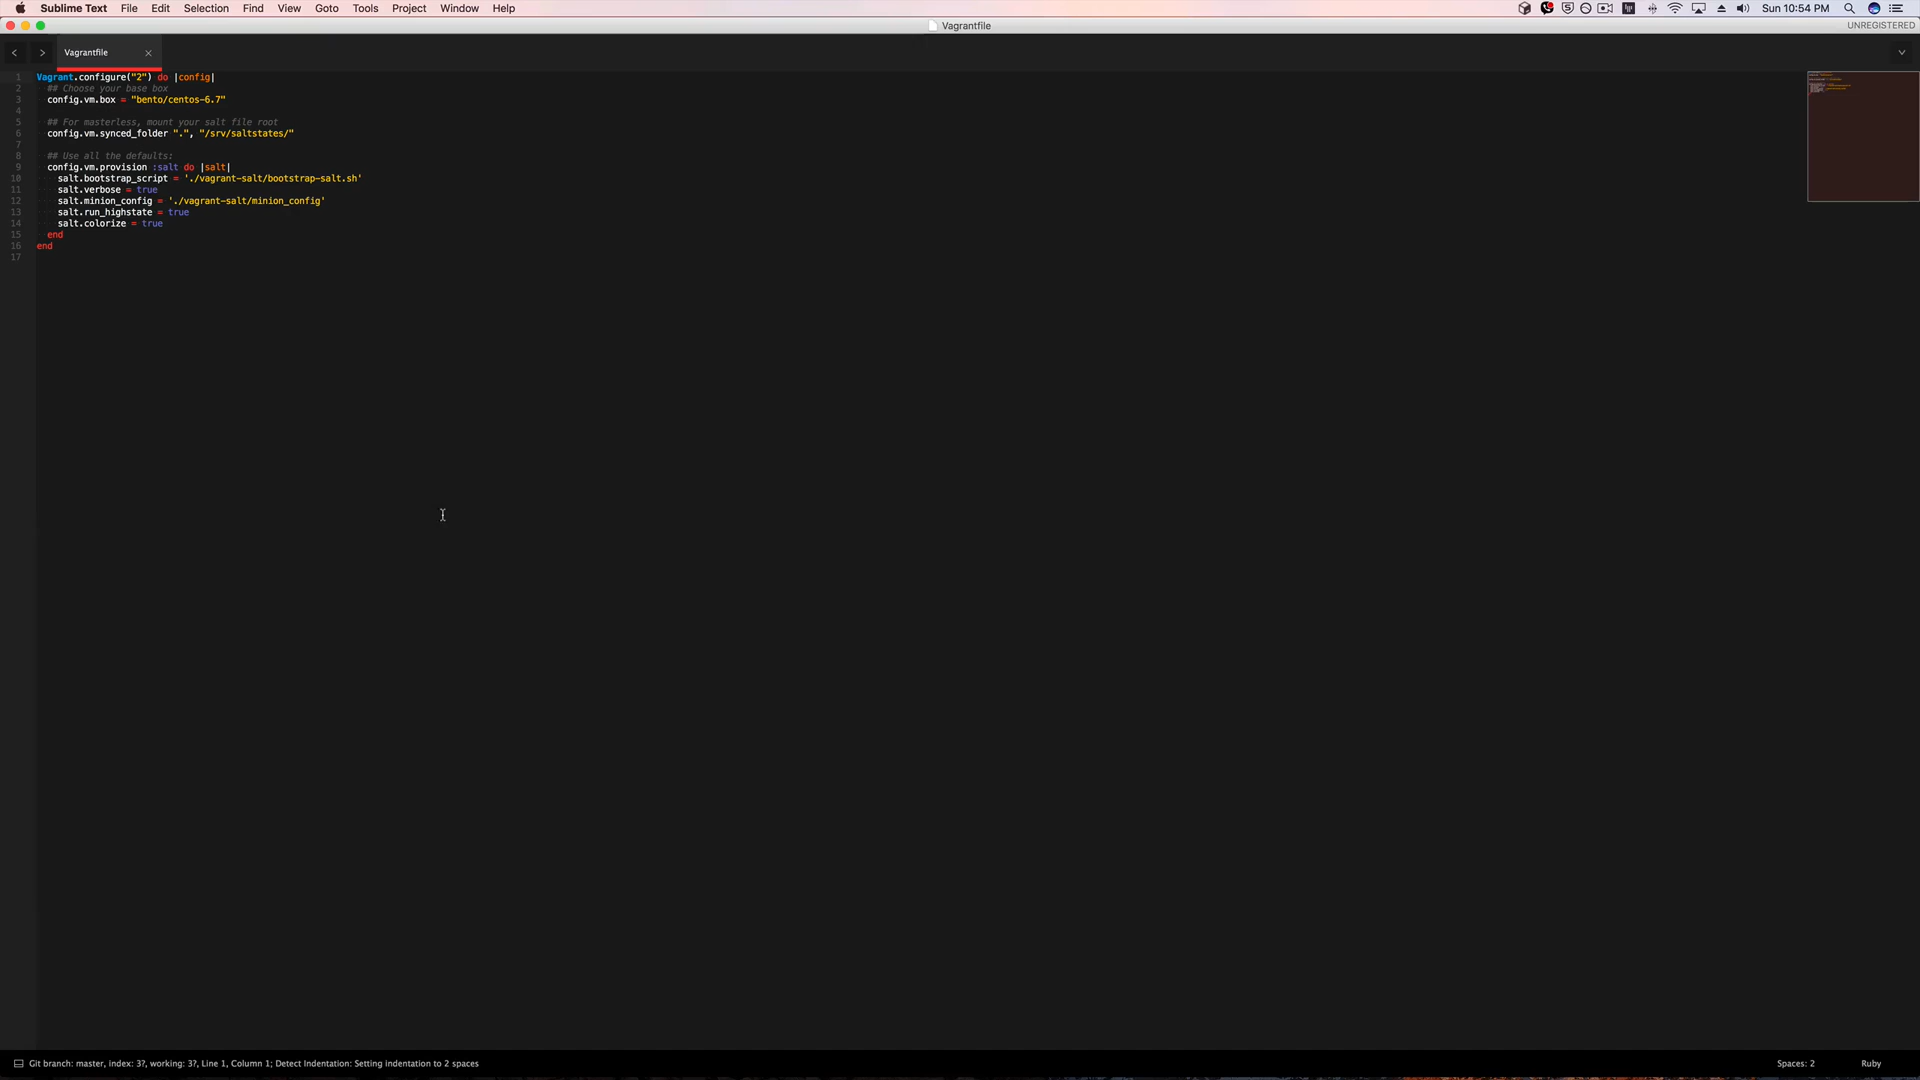 Sublime Text File Edit Selection Find View Goto Tools Project Window Help Sun 10:54 PM
Vagrantfile UNREGISTERED
Vagrantfile
1 Vagrant.configure("2") do |config|
2 ## Choose your base box
3 config.vm.box = "bento/centos-6.7"
4
5 ## For masterless, mount your salt file root
6 config.vm.synced_folder ".", "/srv/saltstates/"
7
8 ## Use all the defaults:
9 config.vm.provision :salt do |salt|
10 salt.bootstrap_script = './vagrant-salt/bootstrap-salt.sh'
11 salt.verbose = true
12 salt.minion_config = './vagrant-salt/minion_config'
13 salt.run_highstate = true
14 salt.colorize = true
15 end
16 end
17
Git branch: master, index: 3?, working: 3?, Line 1, Column 1; Detect Indentation: Setting indentation to 2 spaces Spaces: 2 Ruby